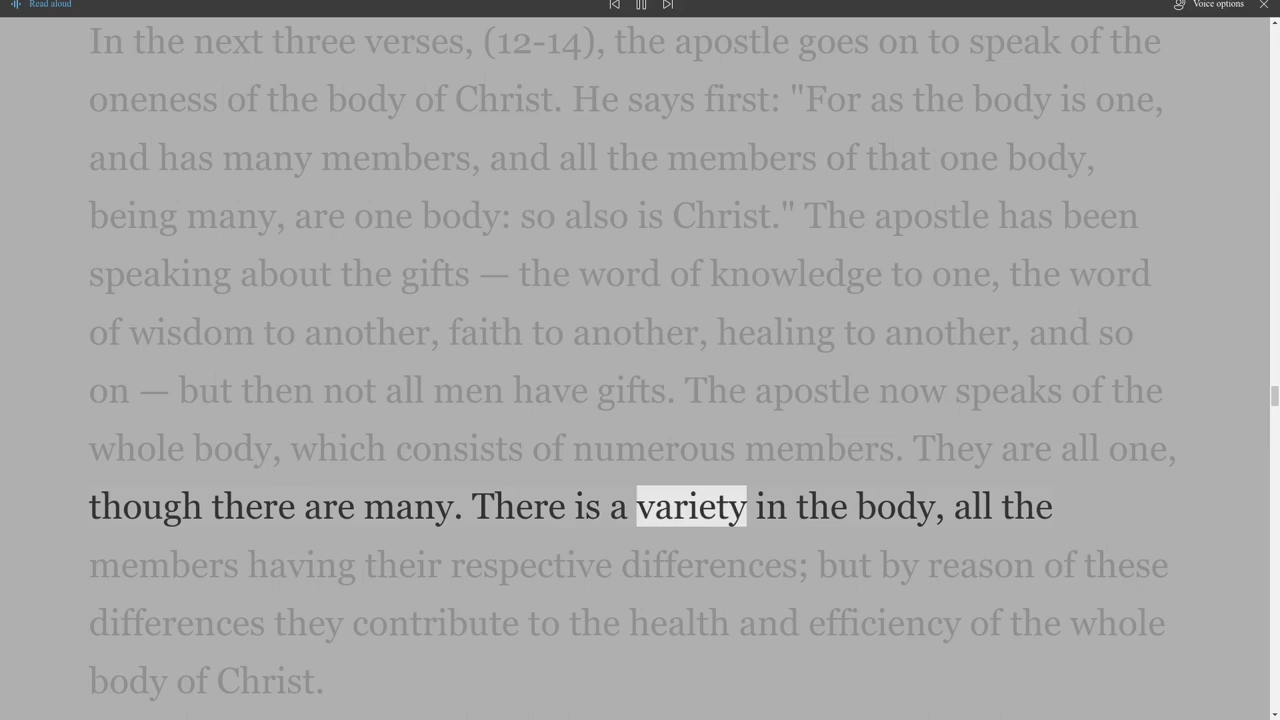 Read aloud
Voice options
In the next three verses, (12-14), the apostle goes on to speak of the
oneness of the body of Christ. He says first: "For as the body is one,
and has many members, and all the members of that one body,
being many, are one body: so also is Christ." The apostle has been
speaking about the gifts — the word of knowledge to one, the word
of wisdom to another, faith to another, healing to another, and so
on — but then not all men have gifts. The apostle now speaks of the
whole body, which consists of numerous members. They are all one,
though there are many. There is a variety in the body, all the
members having their respective differences; but by reason of these
differences they contribute to the health and efficiency of the whole
body of Christ.